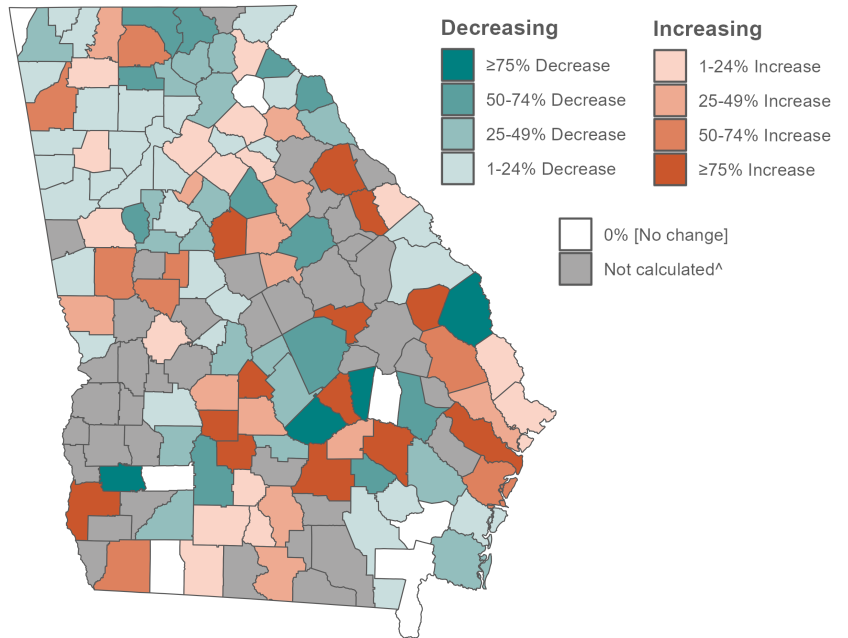 Decreasing
≥75% Decrease
50-74% Decrease
25-49% Decrease
1-24% Decrease
Increasing
1-24% Increase
25-49% Increase
50-74% Increase
≥75% Increase
0% [No change]
Not calculated^